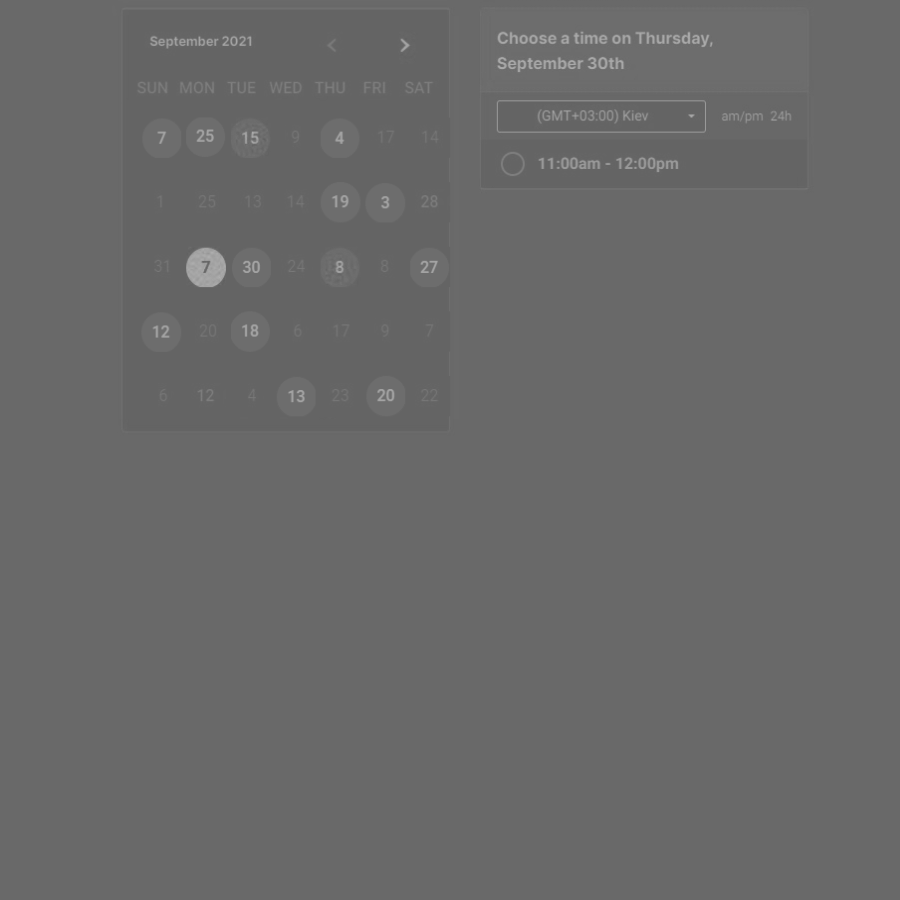 September 2021
SUN MON TUE WED THU FRI SAT
7 25 15 9 4 17 14
1 25 13 14 19 3 28
31 7 30 24 8 8 27
12 20 18 6 17 9 7
6 12 4 13 23 20 22
Choose a time on Thursday,
September 30th
(GMT+03:00) Kiev am/pm 24h
11:00am - 12:00pm